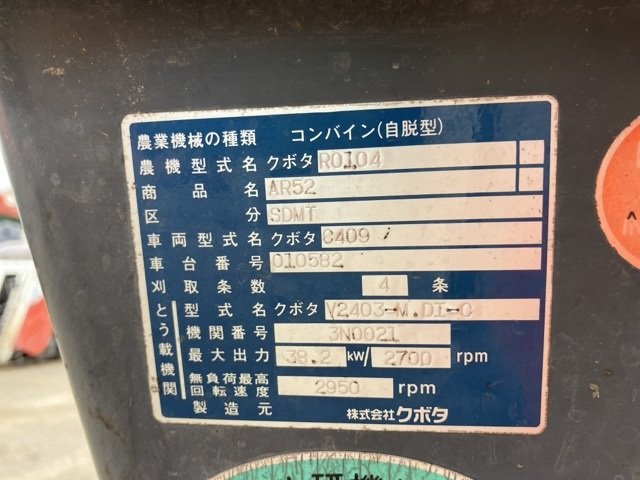 農業機械の種類 コンバイン(自脱型)
農機型式名 クボタ R0104
商品名 AR52
区分 SDMT
車両型式名 クボタ C409
車台番号 010582
刈取条数 4 条
とう載機関
型式名 クボタ V2403-M.DI-C
機関番号 3N0021
最大出力 38.2 kW/ 2700 rpm
無負荷最高回転速度 2950 rpm
製造元 株式会社クボタ